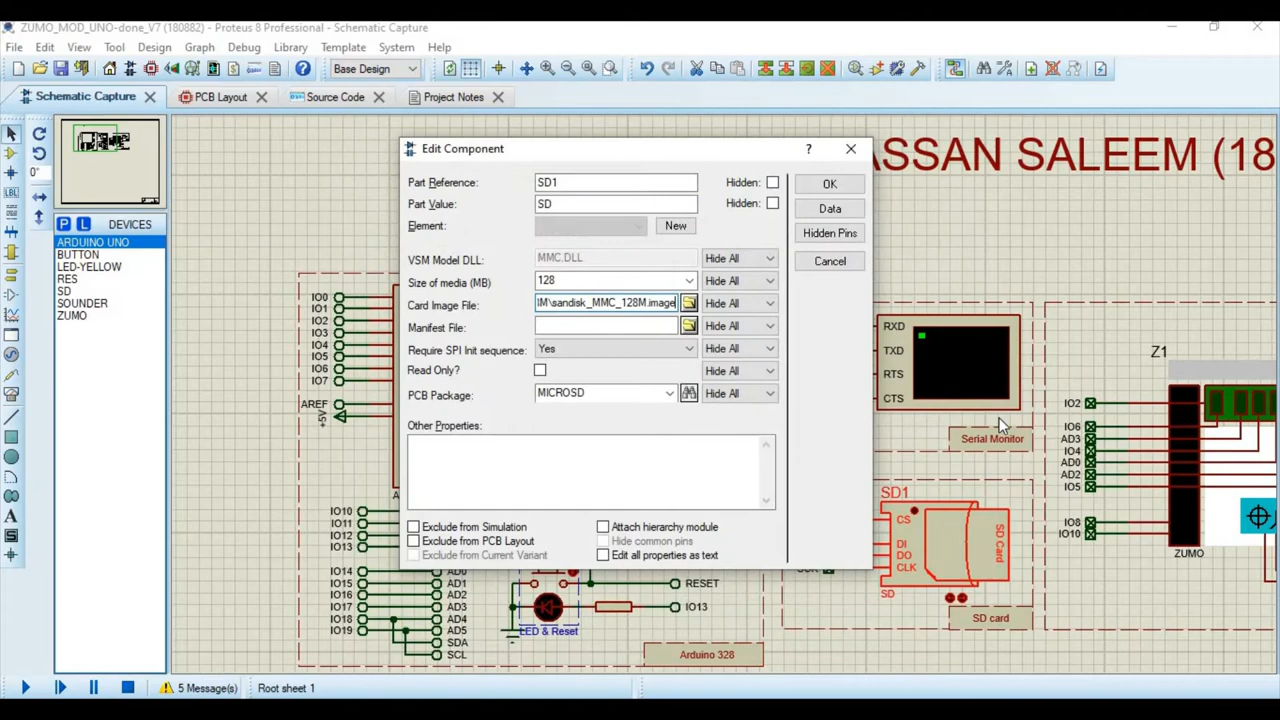 ZUMO_MOD_UNO-done_V7 (180882) - Proteus 8 Professional - Schematic Capture
File Edit View Tool Design Graph Debug Library Template System Help
Base Design
Schematic Capture PCB Layout Source Code Project Notes
ASSAN SALEEM (18
0°
LBL
P L DEVICES
ARDUINO UNO
BUTTON
LED-YELLOW
RES
SD
SOUNDER
ZUMO
A
Edit Component ?
Part Reference: SD1 Hidden: OK
Part Value: SD Hidden: Data
Element: New Hidden Pins
VSM Model DLL: MMC.DLL Hide All Cancel
Size of media (MB) 128 Hide All
Card Image File: IM\sandisk_MMC_128M.image Hide All
Manifest File: Hide All
Require SPI Init sequence: Yes Hide All
Read Only? Hide All
PCB Package: MICROSD Hide All
Other Properties:
Exclude from Simulation Attach hierarchy module
Exclude from PCB Layout Hide common pins
Exclude from Current Variant Edit all properties as text
IO0
IO1
IO2
IO3
IO4
IO5
IO6
IO7
AREF
+5V
IO10
IO11
IO12
IO13
IO14 AD0
IO15 AD1
IO16 AD2
IO17 AD3
IO18 AD4
IO19 AD5
SDA
SCL
RESET
IO13
LED & Reset
Arduino 328
RXD
TXD
RTS
CTS
Serial Monitor
SD1
CS
DI
DO
CLK
SD Card
SD
SD card
Z1
IO2
IO6
AD3
IO4
AD0
AD2
IO5
IO8
IO10
ZUMO
5 Message(s) Root sheet 1